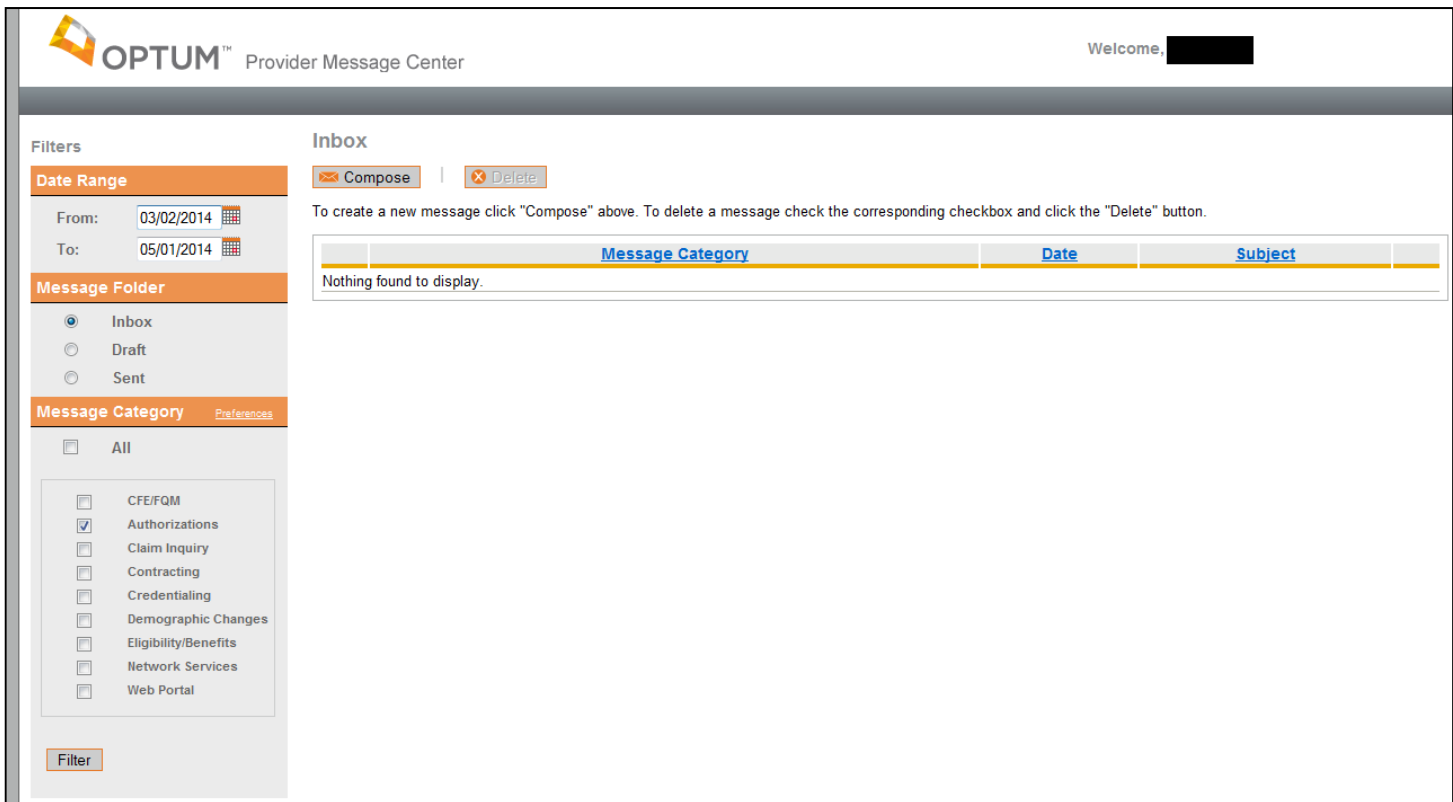 OPTUM™ Provider Message Center
Welcome,
Filters
Date Range
From: 03/02/2014
To: 05/01/2014
Message Folder
Inbox
Draft
Sent
Message Category Preferences
All
CFE/FQM
Authorizations
Claim Inquiry
Contracting
Credentialing
Demographic Changes
Eligibility/Benefits
Network Services
Web Portal
Filter
Inbox
Compose | Delete
To create a new message click "Compose" above. To delete a message check the corresponding checkbox and click the "Delete" button.
Message Category Date Subject
Nothing found to display.